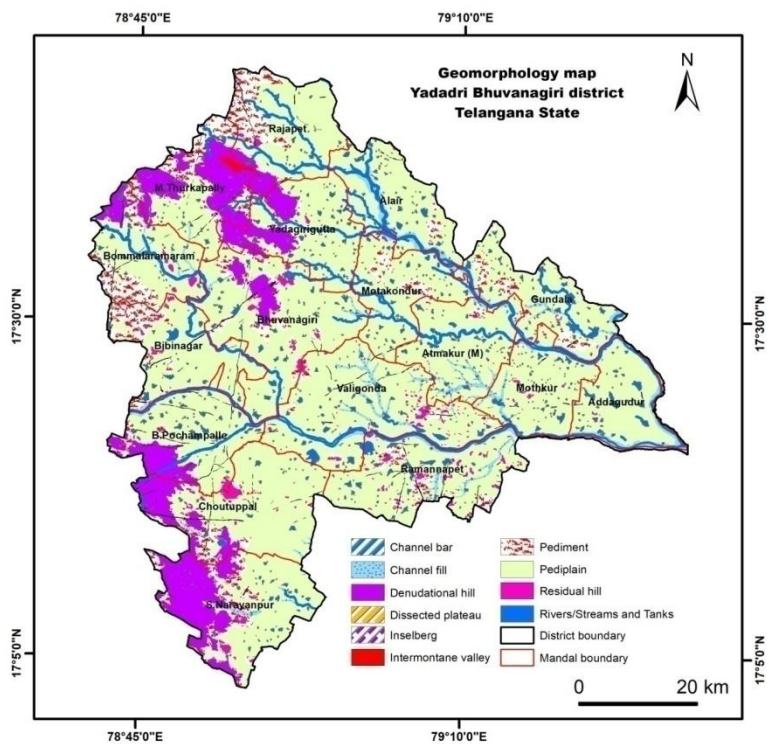 78°45'0"E
79°10'0"E
Geomorphology map
Yadadri Bhuvanagiri district
Telangana State
N
Rajapet
M.Thurkapally
Alair
Yadagirigutta
Bommalaramaram
Motakondur
Gundala
17°30'0"N
17°30'0"N
Bhuvanagiri
Bibinagar
Atmakur (M)
Valigonda
Mothkur
Addagudur
B.Pochampalle
Ramannapet
Choutuppal
S.Narayanpur
Channel bar
Pediment
Channel fill
Pediplain
Denudational hill
Residual hill
Dissected plateau
Rivers/Streams and Tanks
Inselberg
District boundary
Intermontane valley
Mandal boundary
17°5'0"N
17°5'0"N
0 20 km
78°45'0"E
79°10'0"E